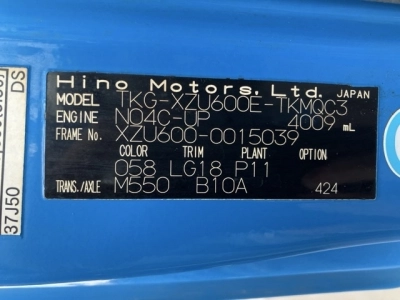 Hino Motors, Ltd. JAPAN
MODEL TKG-XZU600E-TKMQC3
ENGINE N04C-UP 4009 mL
FRAME No. XZU600-0015039
COLOR TRIM PLANT OPTION
058 LG18 P11
TRANS./AXLE M550 B10A 424
37J50
DS